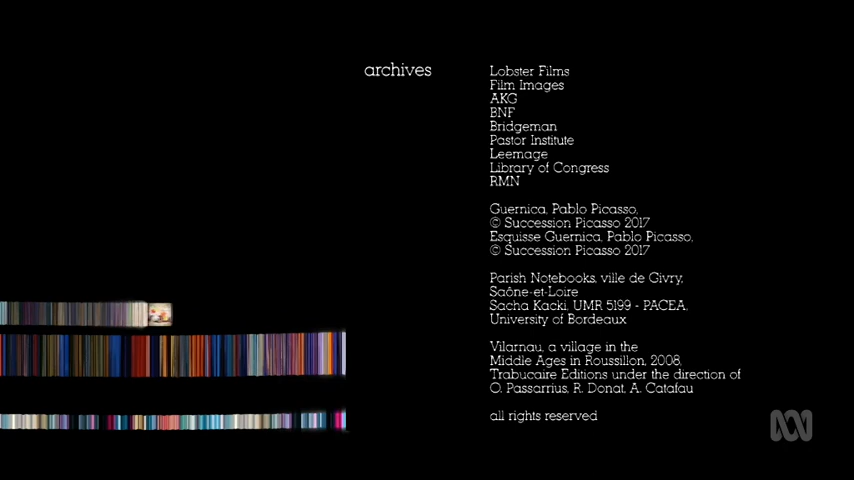 archives
Lobster Films
Film Images
AKG
BNF
Bridgeman
Pastor Institute
Leemage
Library of Congress
RMN
Guernica, Pablo Picasso,
© Succession Picasso 2017
Esquisse Guernica, Pablo Picasso,
© Succession Picasso 2017
Parish Notebooks, ville de Givry,
Saône-et-Loire
Sacha Kacki, UMR 5199 - PACEA,
University of Bordeaux
Vilarnau, a village in the
Middle Ages in Roussillon, 2008,
Trabucaire Editions under the direction of
O. Passarrius, R. Donat, A. Catafau
all rights reserved